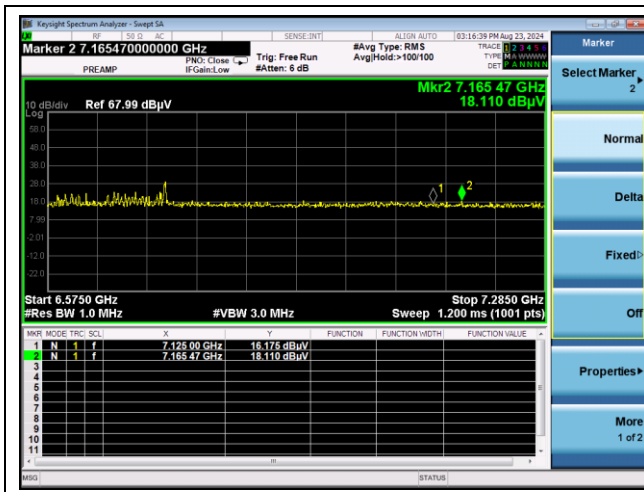 Keysight Spectrum Analyzer - Swept SA
RF 50 Ω AC SENSE:INT ALIGN AUTO 03:16:39 PM Aug 23, 2024
Marker 2 7.165470000000 GHz
PREAMP
PNO: Close
IFGain:Low
Trig: Free Run
#Atten: 6 dB
#Avg Type: RMS
Avg|Hold:>100/100
TRACE 1 2 3 4 5 6
TYPE M A W W W W
DET P A N N N N
Mkr2 7.165 47 GHz
18.110 dBµV
10 dB/div Ref 67.99 dBµV
Log
58.0
48.0
38.0
28.0
18.0
7.99
-2.01
-12.0
-22.0
1
2
Start 6.5750 GHz Stop 7.2850 GHz
#Res BW 1.0 MHz #VBW 3.0 MHz Sweep 1.200 ms (1001 pts)
MKR MODE TRC SCL X Y FUNCTION FUNCTION WIDTH FUNCTION VALUE
1 N 1 f 7.125 00 GHz 16.175 dBµV
2 N 1 f 7.165 47 GHz 18.110 dBµV
3
4
5
6
7
8
9
10
11
MSG STATUS
Marker
Select Marker
2
Normal
Delta
Fixed
Off
Properties
More
1 of 2